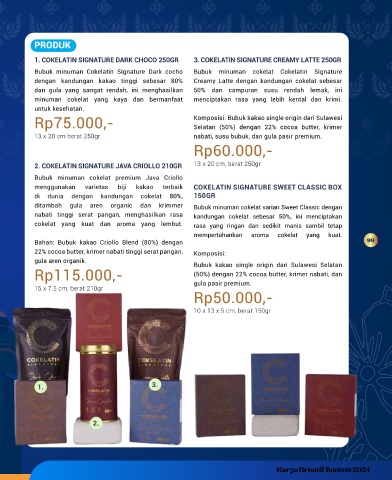 PRODUK
1. COKELATIN SIGNATURE DARK CHOCO 250GR
Bubuk minuman Cokelatin Signature Dark cocho
dengan kandungan kakao tinggi sebesar 80%
dan gula yang sangat rendah, ini menghasilkan
minuman cokelat yang kaya dan bermanfaat
untuk kesehatan.
Rp75.000,-
13 x 20 cm berat 250gr
2. COKELATIN SIGNATURE JAVA CRIOLLO 210GR
Bubuk minuman cokelat premium Java Criollo
menggunakan varietas biji kakao terbaik
di dunia dengan kandungan cokelat 80%,
ditambah gula aren organic dan krimmer
nabati tinggi serat pangan, menghasilkan rasa
cokelat yang kuat dan aroma yang lembut.
Bahan: Bubuk kakao Criollo Blend (80%) dengan
22% cocoa butter, krimer nabati tinggi serat pangan,
gula aren organik.
Rp115.000,-
15 x 7.5 cm, berat 210gr
3. COKELATIN SIGNATURE CREAMY LATTE 250GR
Bubuk minuman cokelat Cokelatin Signature
Creamy Latte dengan kandungan cokelat sebesar
50% dan campuran susu rendah lemak, ini
menciptakan rasa yang lebih kental dan krimi.
Komposisi: Bubuk kakao single origin dari Sulawesi
Selatan (50%) dengan 22% cocoa butter, krimer
nabati, susu bubuk, dan gula pasir premium.
Rp60.000,-
13 x 20 cm, berat 250gr
COKELATIN SIGNATURE SWEET CLASSIC BOX
150GR
Bubuk minuman cokelat varian Sweet Classic dengan
kandungan cokelat sebesar 50%, ini menciptakan
rasa yang ringan dan sedikit manis sambil tetap
mempertahankan aroma cokelat yang kuat.
Komposisi:
Bubuk kakao single origin dari Sulawesi Selatan
(50%) dengan 22% cocoa butter, krimer nabati, dan
gula pasir premium.
Rp50.000,-
10 x 13 x 5 cm, berat 150gr
99
COKELATIN
SIGNATURE
COKELATIN
SIGNATURE
COKELATIN
SIGNATURE
COKELATIN
1.
2.
3.
Karya Kreatif Banten 2024